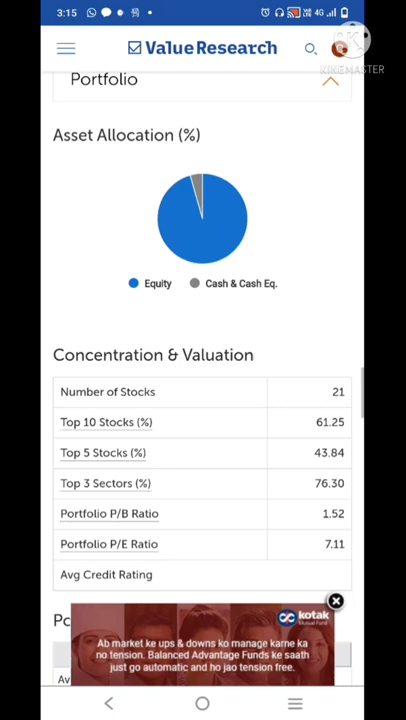 3:15
4G
ValueResearch
KINEMASTER
Portfolio
Asset Allocation (%)
Equity
Cash & Cash Eq.
Concentration & Valuation
Number of Stocks 21
Top 10 Stocks (%) 61.25
Top 5 Stocks (%) 43.84
Top 3 Sectors (%) 76.30
Portfolio P/B Ratio 1.52
Portfolio P/E Ratio 7.11
Avg Credit Rating
kotak
Mutual Fund
Ab market ke ups & downs ko manage karne ka
no tension. Balanced Advantage Funds ke saath
just go automatic and ho jao tension free.
Av